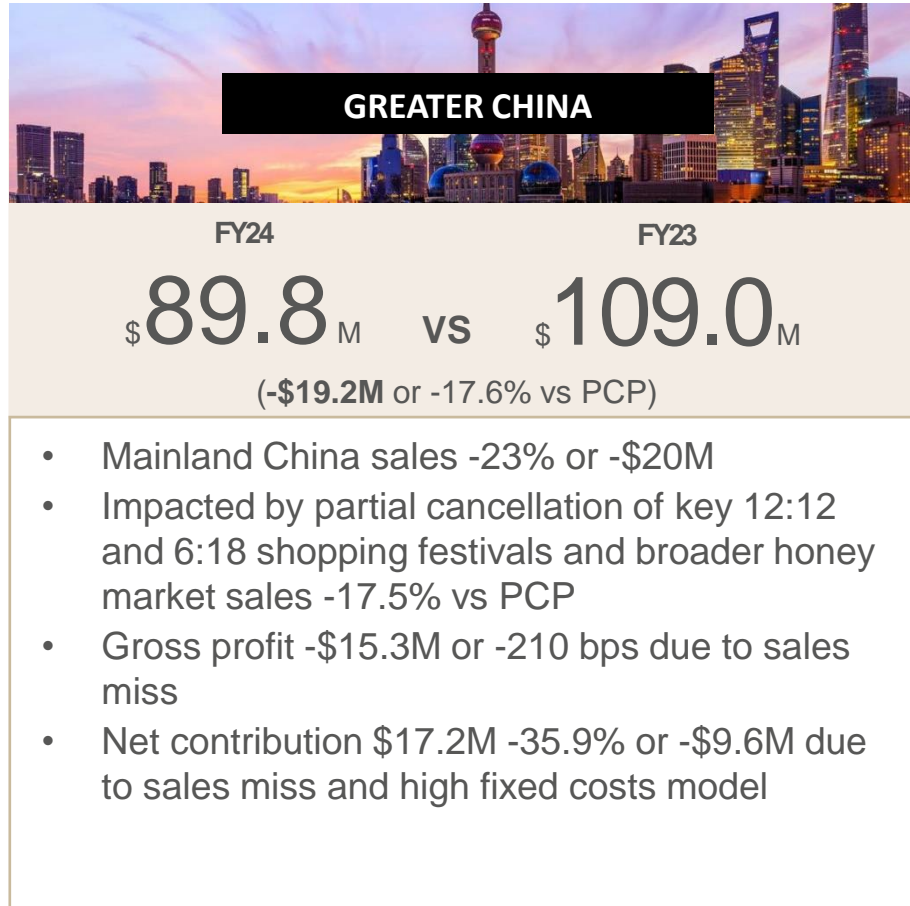 GREATER CHINA
FY24
FY23
$89.8M vs $109.0M
(-$19.2M or -17.6% vs PCP)
• Mainland China sales -23% or -$20M
• Impacted by partial cancellation of key 12:12
and 6:18 shopping festivals and broader honey
market sales -17.5% vs PCP
• Gross profit -$15.3M or -210 bps due to sales
miss
• Net contribution $17.2M -35.9% or -$9.6M due
to sales miss and high fixed costs model